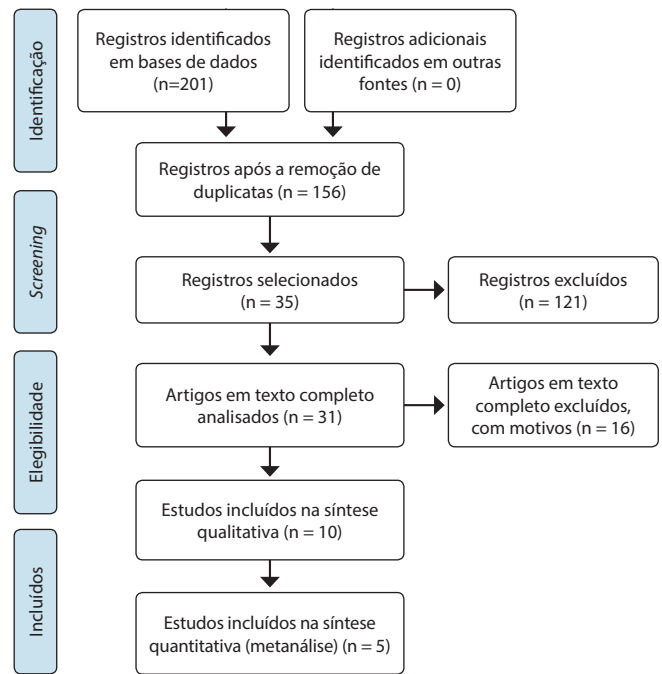 Identificação
Registros identificados
em bases de dados
(n=201)
Registros adicionais
identificados em outras
fontes (n = 0)
Registros após a remoção de
duplicatas (n = 156)
Screening
Registros selecionados
(n = 35)
Registros excluídos
(n = 121)
Elegibilidade
Artigos em texto completo
analisados (n = 31)
Artigos em texto
completo excluídos,
com motivos (n = 16)
Estudos incluídos na síntese
qualitativa (n = 10)
Incluídos
Estudos incluídos na síntese
quantitativa (metanálise) (n = 5)